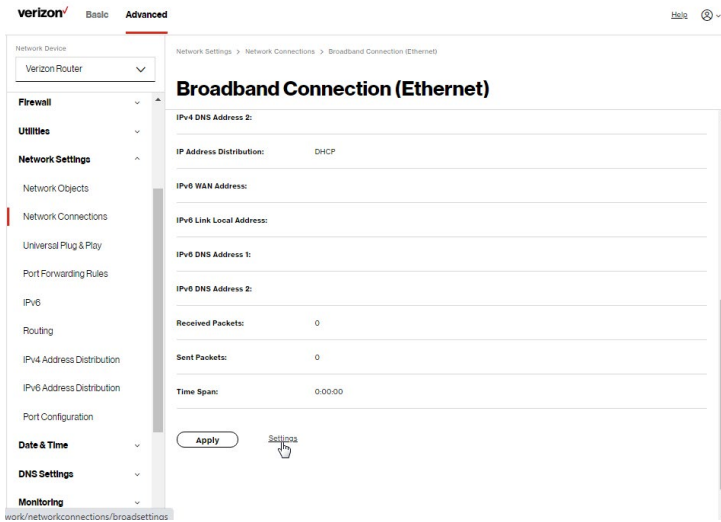 verizon✓ Basic Advanced Help
Network Device
Verizon Router
Firewall
Utilities
Network Settings
Network Objects
Network Connections
Universal Plug & Play
Port Forwarding Rules
IPv6
Routing
IPv4 Address Distribution
IPv6 Address Distribution
Port Configuration
Date & Time
DNS Settings
Monitoring
work/networkconnections/broadsettings
Network Settings > Network Connections > Broadband Connection (Ethernet)
Broadband Connection (Ethernet)
IPv4 DNS Address 2:
IP Address Distribution: DHCP
IPv6 WAN Address:
IPv6 Link Local Address:
IPv6 DNS Address 1:
IPv6 DNS Address 2:
Received Packets: 0
Sent Packets: 0
Time Span: 0:00:00
Apply Settings